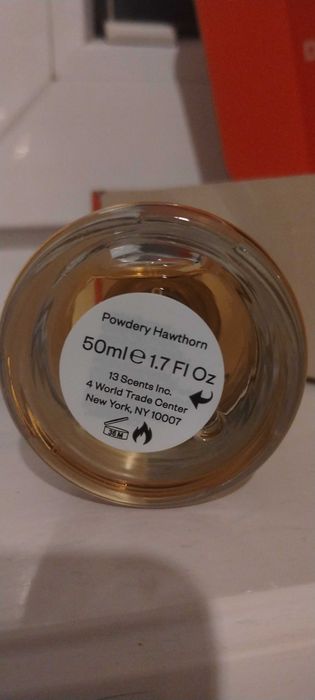 Powdery Hawthorn
50ml ℮ 1.7 Fl Oz
13 Scents Inc.
4 World Trade Center
New York, NY 10007
36 M